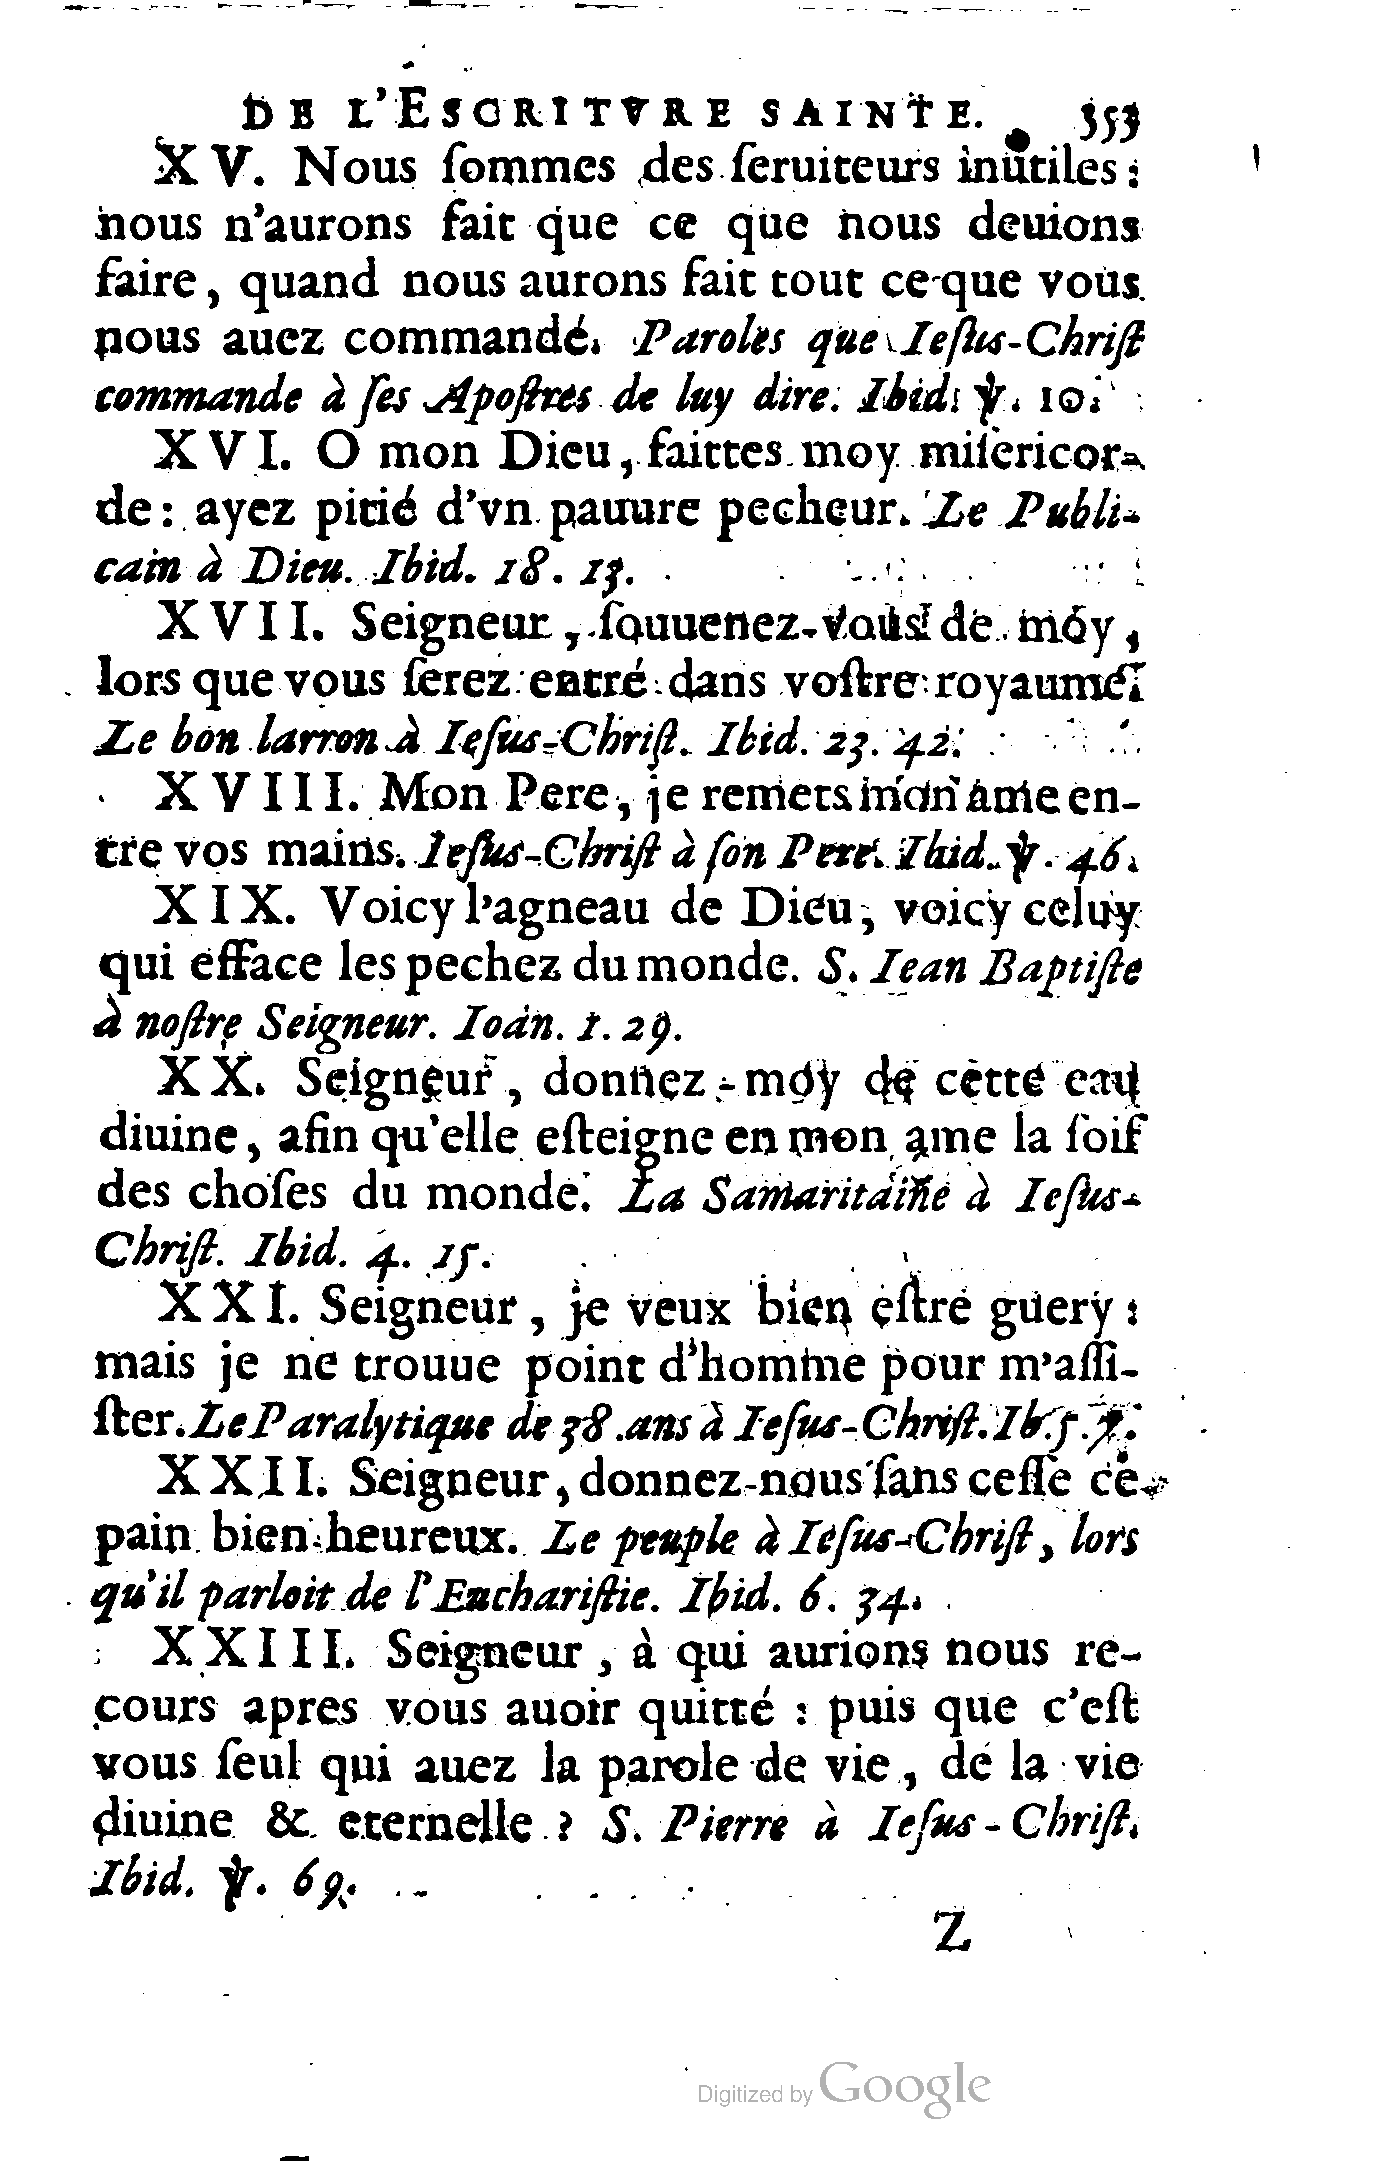 DE L'ESCRITVRE SAINTE. 353
XV. Nous ſommes des ſeruiteurs inutiles:
nous n'aurons fait que ce que nous deuions
faire, quand nous aurons fait tout ce que vous
nous auez commandé. Paroles que Ieſus-Chriſt
commande à ſes Apoſtres de luy dire. Ibid. ℣. 10.
XVI. O mon Dieu, faittes moy miſericor-
de: ayez pitié d'vn pauure pecheur. Le Publi-
cain à Dieu. Ibid. 18. 13.
XVII. Seigneur, ſouuenez-vous de moy,
lors que vous ſerez entré dans voſtre royaume.
Le bon larron à Ieſus-Chriſt. Ibid. 23. 42.
XVIII. Mon Pere, je remets mon ame en-
tre vos mains. Ieſus-Chriſt à ſon Pere. Ibid. ℣. 46.
XIX. Voicy l'agneau de Dieu, voicy celuy
qui efface les pechez du monde. S. Iean Baptiſte
à noſtre Seigneur. Ioan. 1. 29.
XX. Seigneur, donnez-moy de cette eau
diuine, afin qu'elle eſteigne en mon ame la ſoif
des choſes du monde. La Samaritaine à Ieſus-
Chriſt. Ibid. 4. 15.
XXI. Seigneur, je veux bien eſtre guery:
mais je ne trouue point d'homme pour m'aſſi-
ſter. Le Paralytique de 38. ans à Ieſus-Chriſt. Ib. 5. 7.
XXII. Seigneur, donnez-nous ſans ceſſe ce
pain bien-heureux. Le peuple à Ieſus-Chriſt, lors
qu'il parloit de l'Euchariſtie. Ibid. 6. 34.
XXIII. Seigneur, à qui aurions nous re-
cours apres vous auoir quitté : puis que c'eſt
vous ſeul qui auez la parole de vie, de la vie
diuine & eternelle ? S. Pierre à Ieſus-Chriſt.
Ibid. ℣. 69.
Z
Digitized by Google